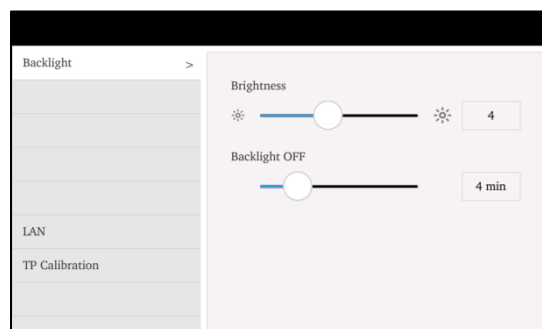 Backlight >
Brightness
4
Backlight OFF
4 min
LAN
TP Calibration